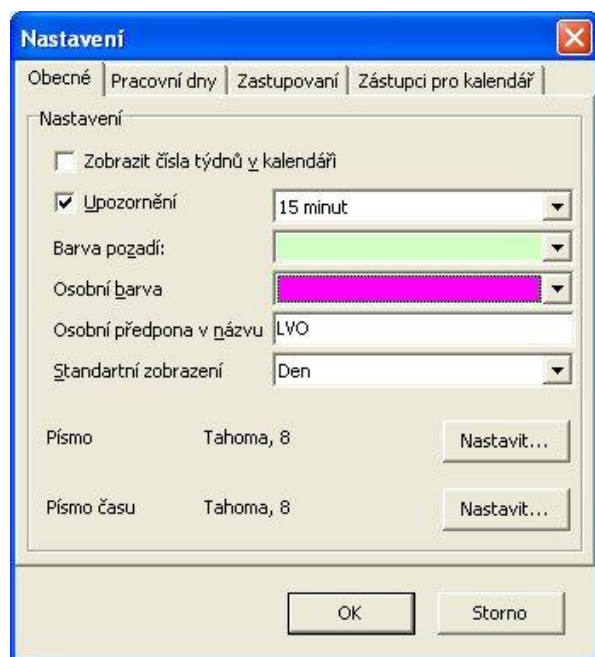 Nastavení
Obecné Pracovní dny Zastupovaní Zástupci pro kalendář
Nastavení
Zobrazit čísla týdnů v kalendáři
Upozornění 15 minut
Barva pozadí:
Osobní barva
Osobní předpona v názvu LVO
Standartní zobrazení Den
Písmo Tahoma, 8 Nastavit...
Písmo času Tahoma, 8 Nastavit...
OK Storno